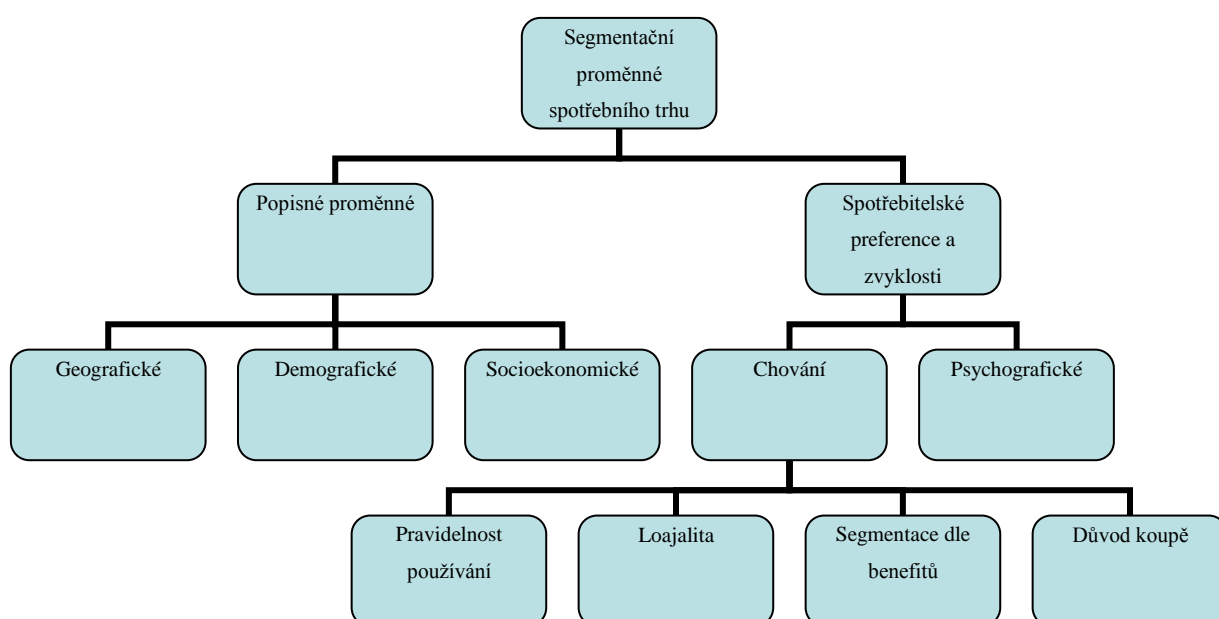 Segmentační
proměnné
spotřebního trhu
Popisné proměnné
Spotřebitelské
preference a
zvyklosti
Geografické
Demografické
Socioekonomické
Chování
Psychografické
Pravidelnost
používání
Loajalita
Segmentace dle
benefitů
Důvod koupě